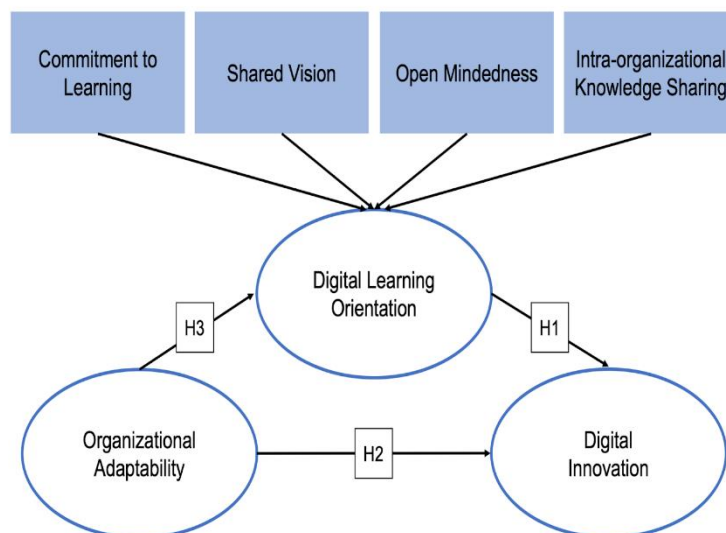 Commitment to
Learning
Shared Vision
Open Mindedness
Intra-organizational
Knowledge Sharing
Digital Learning
Orientation
H3
H1
Organizational
Adaptability
H2
Digital
Innovation